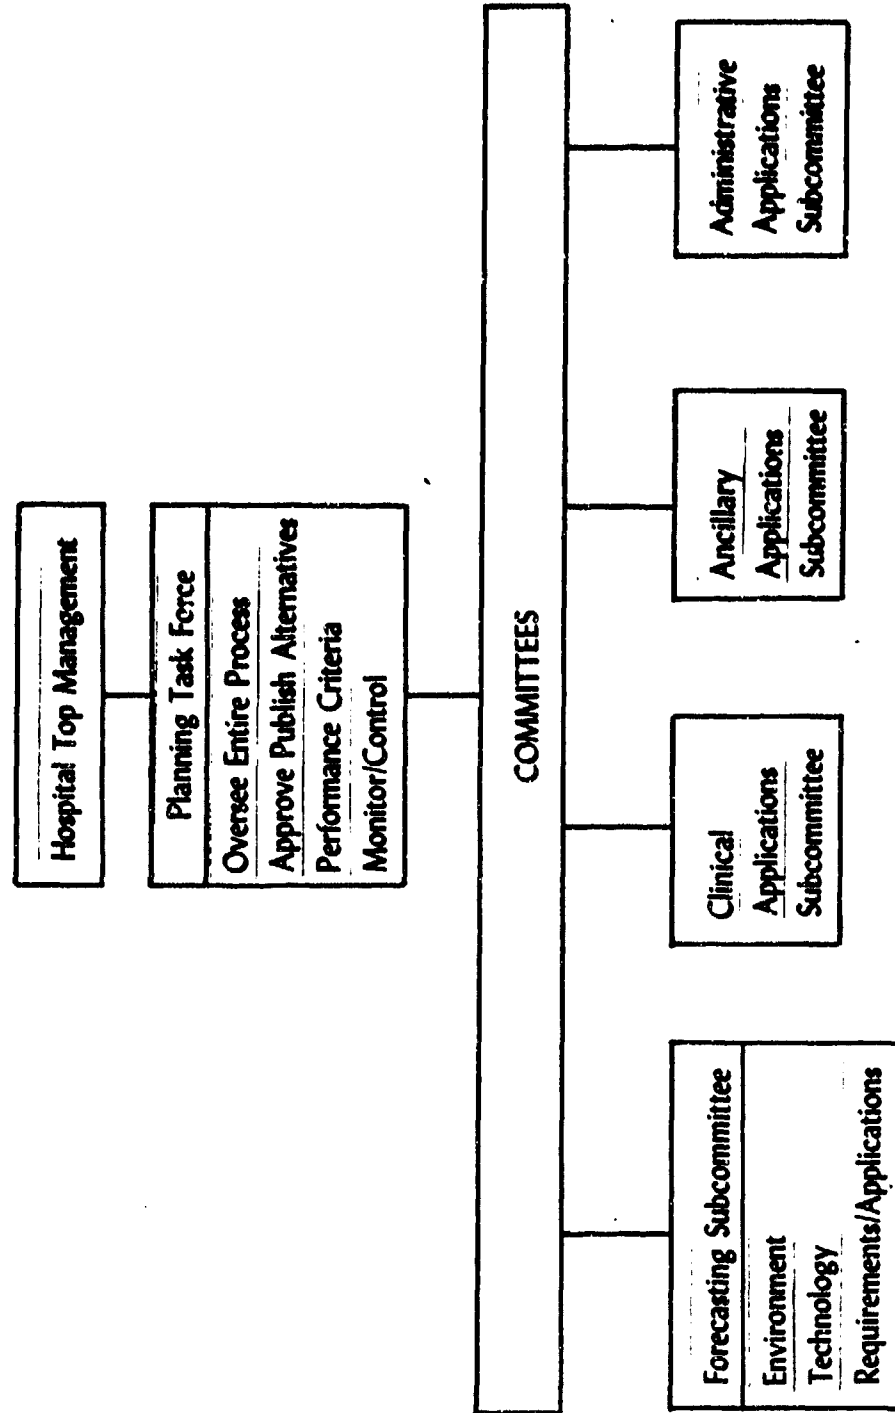 Hospital Top Management
Planning Task Force
Oversee Entire Process
Approve Publish Alternatives
Performance Criteria
Monitor/Control
COMMITTEES
Forecasting Subcommittee
Environment
Technology
Requirements/Applications
Clinical
Applications
Subcommittee
Ancillary
Applications
Subcommittee
Administrative
Applications
Subcommittee